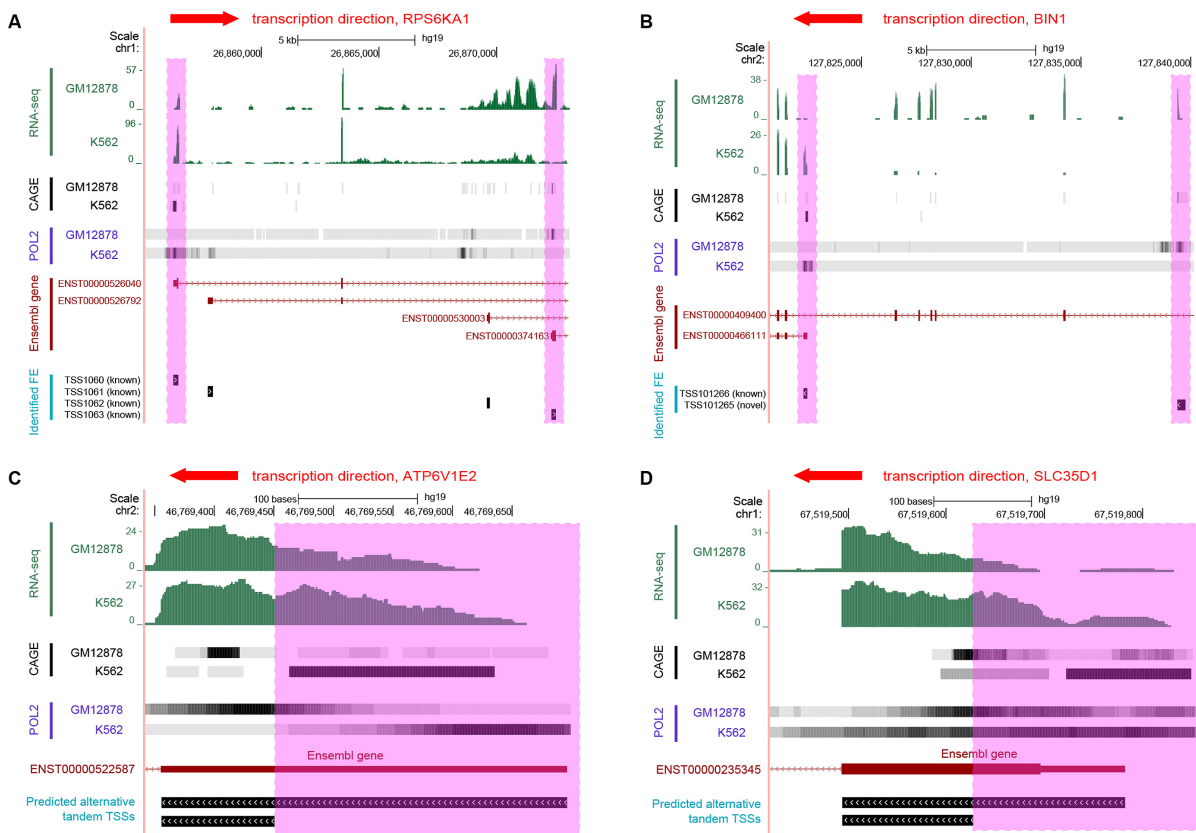 A
transcription direction, RPS6KA1
Scale
5 kb
hg19
chr1:
26,860,000
26,865,000
26,870,000
RNA-seq
57 -
GM12878
0
96 -
K562
0
CAGE
GM12878
K562
POL2
GM12878
K562
Ensembl gene
ENST00000526040
ENST00000526792
ENST00000530003
ENST00000374163
Identified FE
TSS1060 (known)
TSS1061 (known)
TSS1062 (known)
TSS1063 (known)
B
transcription direction, BIN1
Scale
5 kb
hg19
chr2:
127,825,000
127,830,000
127,835,000
127,840,000
RNA-seq
38 -
GM12878
0
26 -
K562
0
CAGE
GM12878
K562
POL2
GM12878
K562
Ensembl gene
ENST00000409400
ENST00000466111
Identified FE
TSS101266 (known)
TSS101265 (novel)
C
transcription direction, ATP6V1E2
Scale
100 bases
hg19
chr2:
46,769,400
46,769,450
46,769,500
46,769,550
46,769,600
46,769,650
RNA-seq
24 -
GM12878
0
27 -
K562
0
CAGE
GM12878
K562
POL2
GM12878
K562
Ensembl gene
ENST00000522587
Predicted alternative
tandem TSSs
D
transcription direction, SLC35D1
Scale
100 bases
hg19
chr1:
67,519,500
67,519,600
67,519,700
67,519,800
RNA-seq
31 -
GM12878
0
32 -
K562
0
CAGE
GM12878
K562
POL2
GM12878
K562
Ensembl gene
ENST00000235345
Predicted alternative
tandem TSSs